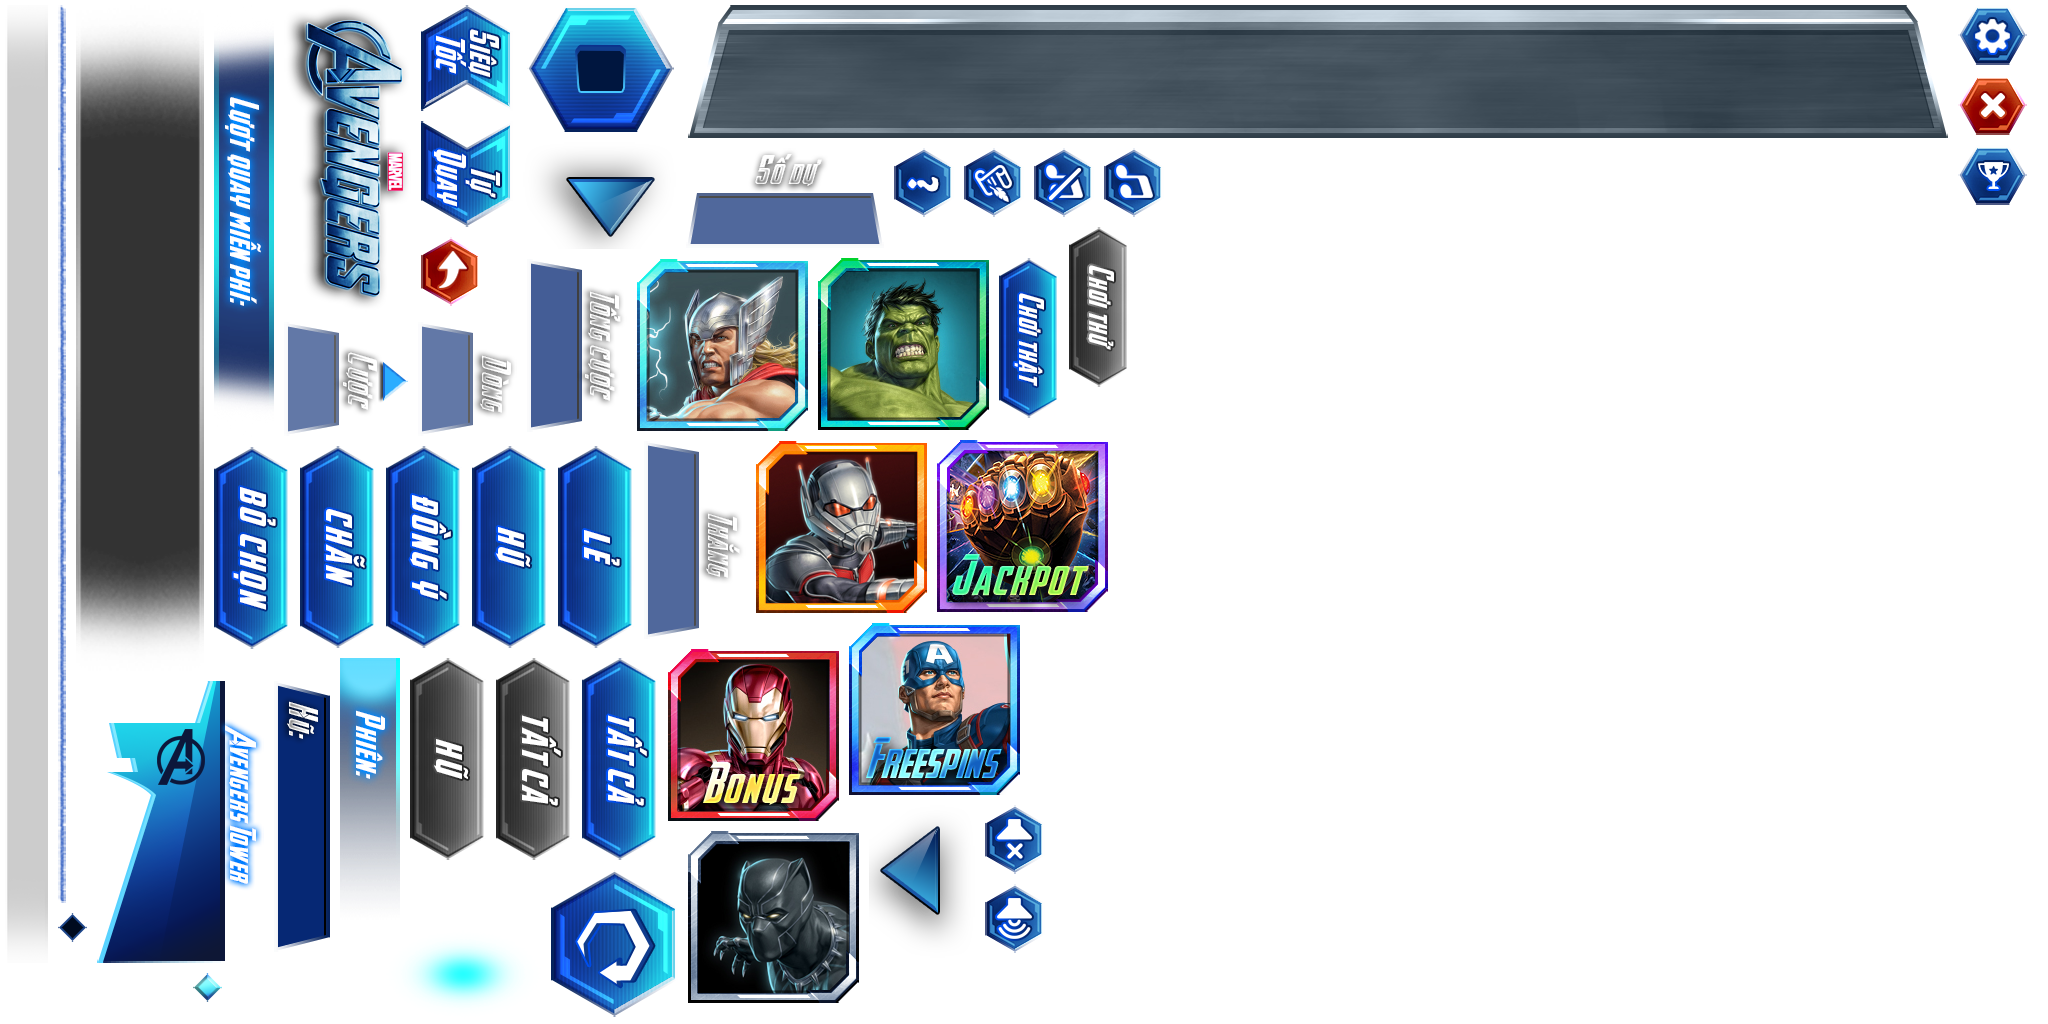 LƯỢT QUAY MIỄN PHÍ:
AVENGERS
MARVEL
SIÊU
TỐC
TỰ
QUAY
SỐ DƯ
CƯỢC
DÒNG
TỔNG CƯỢC
CHƠI THẬT
CHƠI THỬ
BỎ CHỌN
CHẴN
ĐỒNG Ý
HŨ
LẺ
THẮNG
JACKPOT
AVENGERS TOWER
HŨ:
PHIÊN:
HŨ
TẤT CẢ
TẤT CẢ
BONUS
FREESPINS